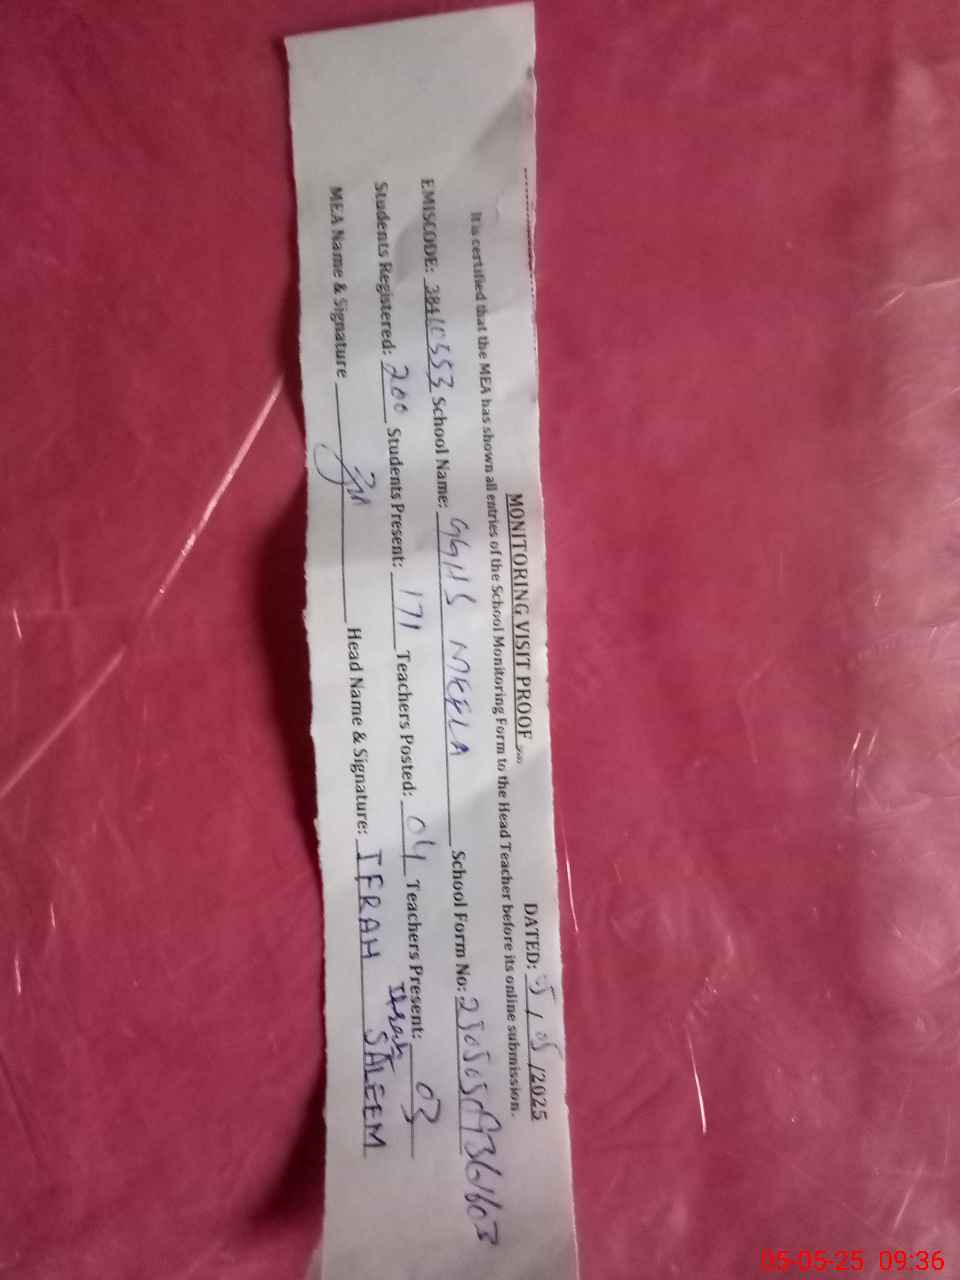 MONITORING VISIT PROOF
DATED: 05 / 05 /2025
It is certified that the MEA has shown all entries of the School Monitoring Form to the Head Teacher before its online submission.
EMISCODE: 38410553 School Name: GGHS MEELA School Form No:
Students Registered: 200 Students Present: 171 Teachers Posted: 04 Teachers Present: 03
MEA Name & Signature Head Name & Signature: IFRAH SALEEM
Ifrah
05-05-25 09:36